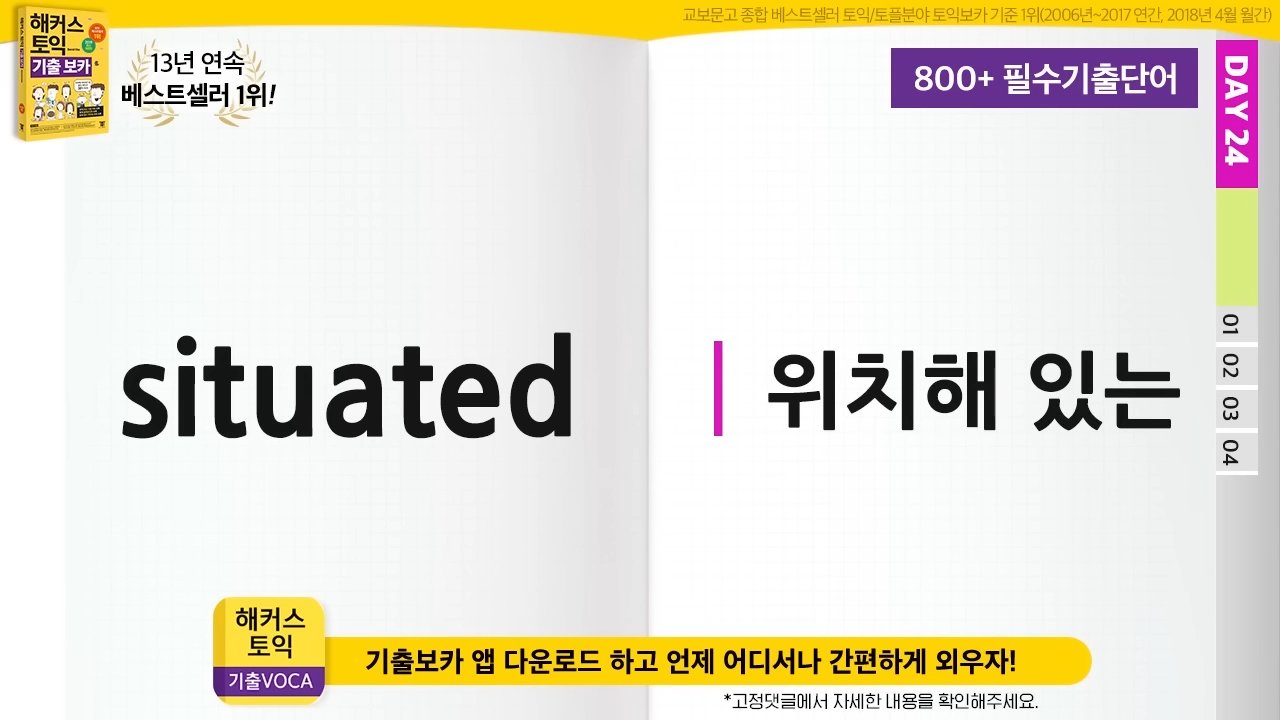 교보문고 종합 베스트셀러 토익/토플분야 토익보카 기준 1위(2006년~2017 연간, 2018년 4월 월간)
해커스
토익
기출 보카
13년 연속
베스트셀러 1위!
800+ 필수기출단어
DAY 24
01
02
03
04
situated
위치해 있는
해커스
토익
기출VOCA
기출보카 앱 다운로드 하고 언제 어디서나 간편하게 외우자!
*고정댓글에서 자세한 내용을 확인해주세요.